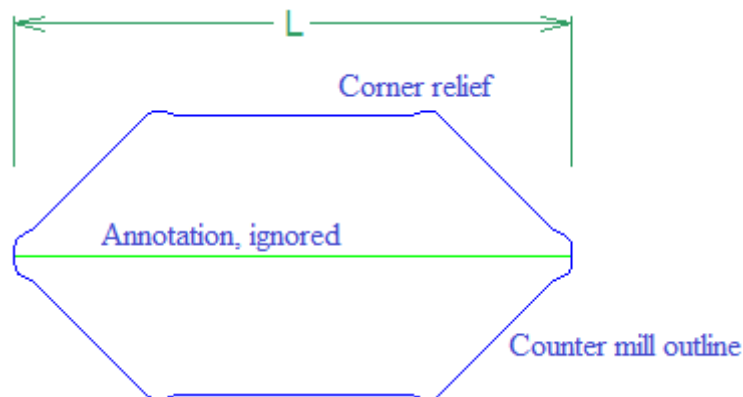 L
Corner relief
Annotation, ignored
Counter mill outline